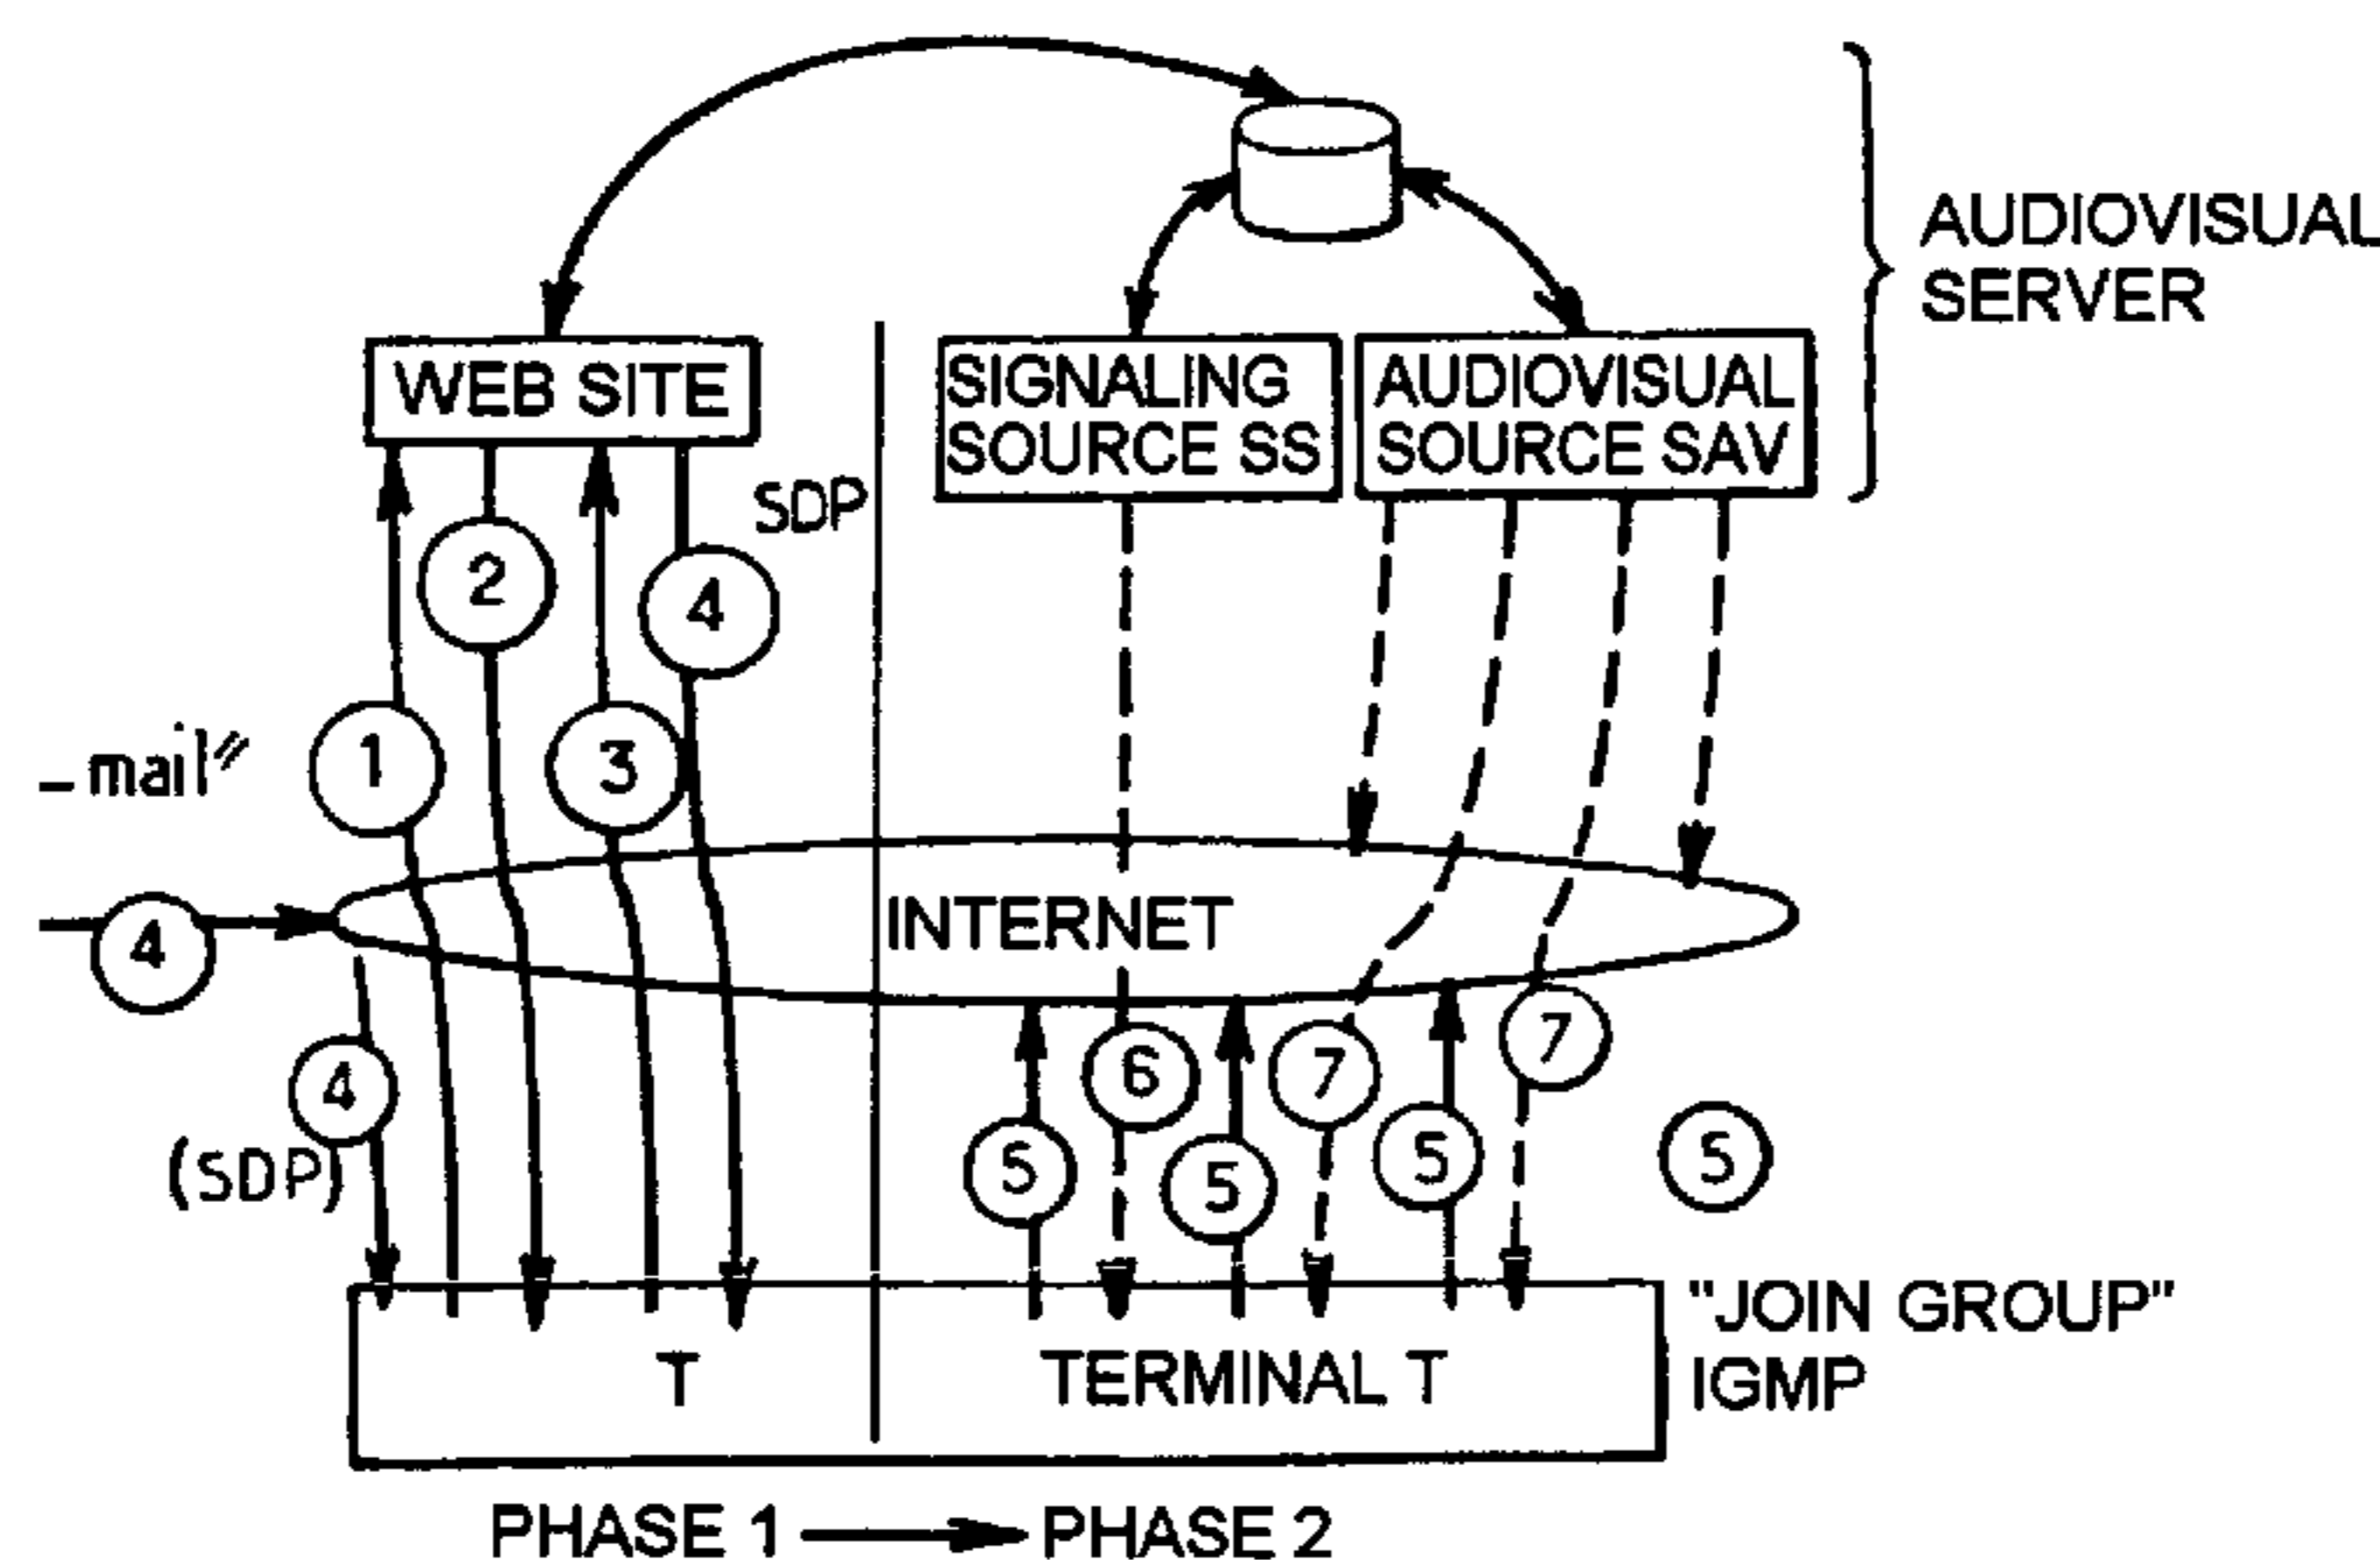 AUDIOVISUAL
SERVER
WEB SITE
SIGNALING
SOURCE SS
AUDIOVISUAL
SOURCE SAV
SDP
2
4
_mail"
1
3
4
INTERNET
4
(SDP)
5
6
5
7
5
7
5
"JOIN GROUP"
IGMP
T
TERMINAL T
PHASE 1
PHASE 2